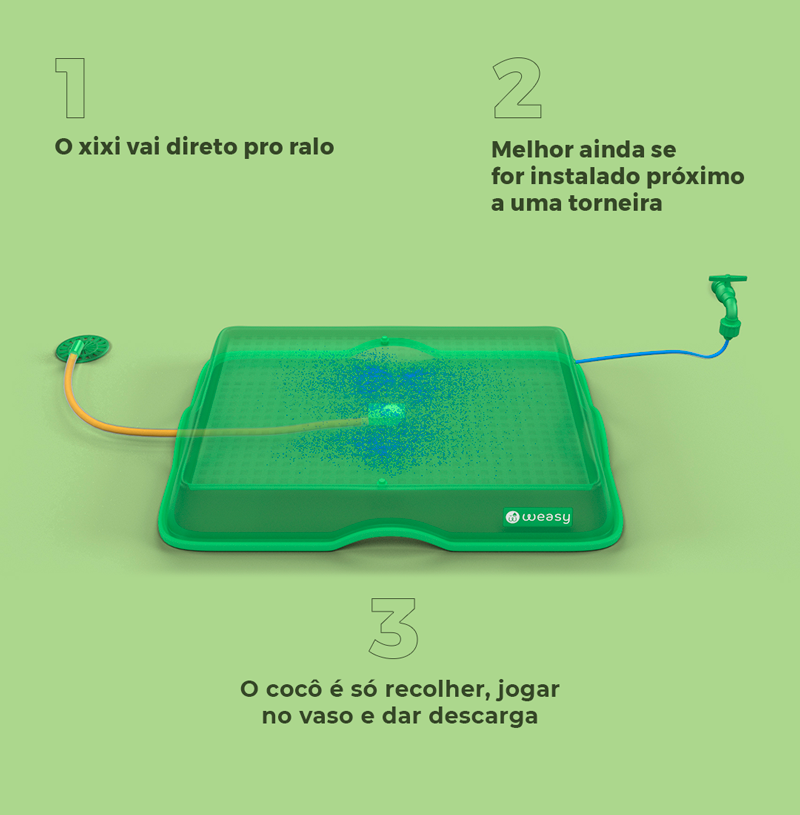 1
O xixi vai direto pro ralo
2
Melhor ainda se
for instalado próximo
a uma torneira
weasy
3
O cocô é só recolher, jogar
no vaso e dar descarga